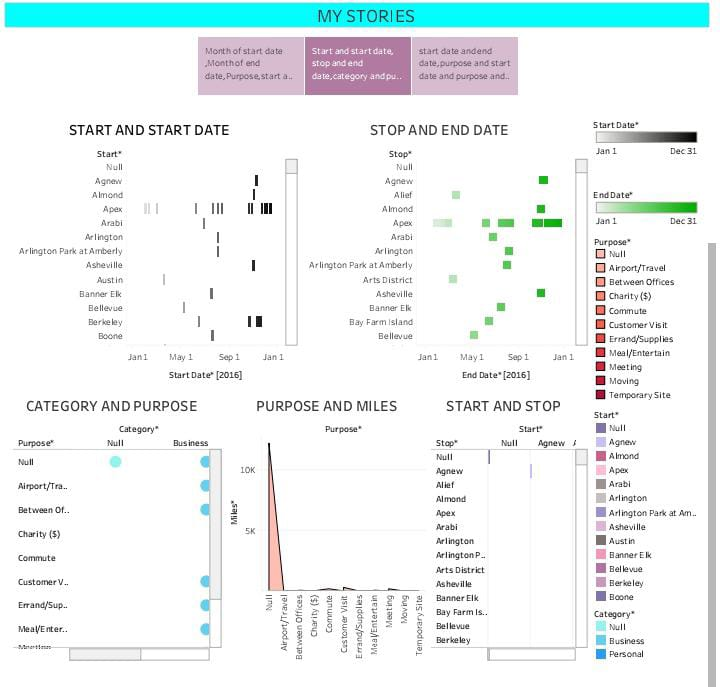 MY STORIES
Month of start date
,Month of end
date,Purpose,start a..
Start and start date,
stop and end
date,category and pu..
start date and end
date,purpose and start
date and purpose and..
START AND START DATE
Start*
Null
Agnew
Almond
Apex
Arabi
Arlington
Arlington Park at Amberly
Asheville
Austin
Banner Elk
Bellevue
Berkeley
Boone
Jan 1 May 1 Sep 1 Jan 1
Start Date* [2016]
STOP AND END DATE
Stop*
Null
Agnew
Alief
Almond
Apex
Arabi
Arlington
Arlington Park at Amberly
Arts District
Asheville
Banner Elk
Bay Farm Island
Bellevue
Jan 1 May 1 Sep 1 Jan 1
End Date* [2016]
Start Date*
Jan 1 Dec 31
End Date*
Jan 1 Dec 31
Purpose*
Null
Airport/Travel
Between Offices
Charity ($)
Commute
Customer Visit
Errand/Supplies
Meal/Entertain
Meeting
Moving
Temporary Site
Start*
Null
Agnew
Almond
Apex
Arabi
Arlington
Arlington Park at Am..
Asheville
Austin
Banner Elk
Bellevue
Berkeley
Boone
Category*
Null
Business
Personal
CATEGORY AND PURPOSE
Category*
Purpose* Null Business
Null
Airport/Tra..
Between Of..
Charity ($)
Commute
Customer V..
Errand/Sup..
Meal/Enter..
PURPOSE AND MILES
Purpose*
Miles*
10K
5K
Null
Airport/Travel
Between Offices
Charity ($)
Commute
Customer Visit
Errand/Supplies
Meal/Entertain
Meeting
Moving
Temporary Site
START AND STOP
Start*
Stop* Null Agnew
Null
Agnew
Alief
Almond
Apex
Arabi
Arlington
Arlington P..
Arts District
Asheville
Banner Elk
Bay Farm Is..
Bellevue
Berkeley